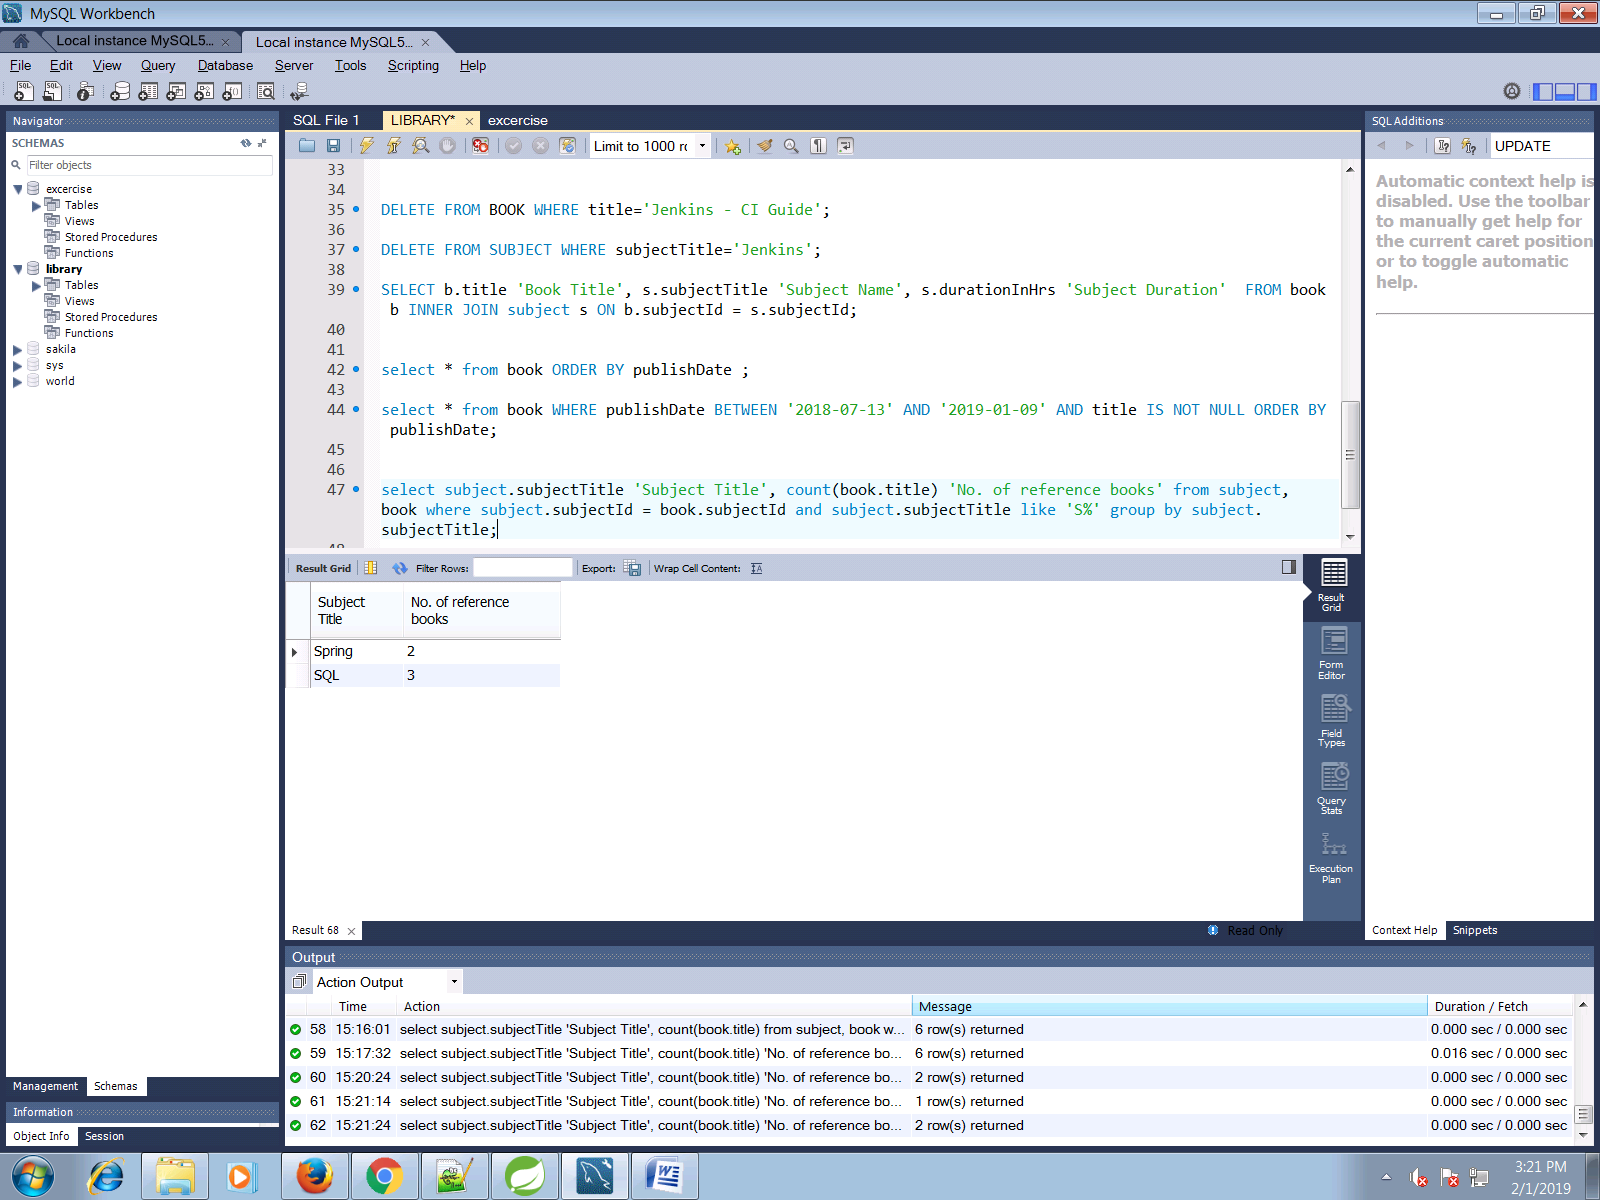 MySQL Workbench
Local instance MySQL5... × Local instance MySQL5... ×
File Edit View Query Database Server Tools Scripting Help
Navigator
SCHEMAS
Filter objects
excercise
Tables
Views
Stored Procedures
Functions
library
Tables
Views
Stored Procedures
Functions
sakila
sys
world
Management Schemas
Information
Object Info Session
SQL File 1 LIBRARY* × excercise
Limit to 1000 rc
33
34
35 DELETE FROM BOOK WHERE title='Jenkins - CI Guide';
36
37 DELETE FROM SUBJECT WHERE subjectTitle='Jenkins';
38
39 SELECT b.title 'Book Title', s.subjectTitle 'Subject Name', s.durationInHrs 'Subject Duration'  FROM book
b INNER JOIN subject s ON b.subjectId = s.subjectId;
40
41
42 select * from book ORDER BY publishDate ;
43
44 select * from book WHERE publishDate BETWEEN '2018-07-13' AND '2019-01-09' AND title IS NOT NULL ORDER BY
publishDate;
45
46
47 select subject.subjectTitle 'Subject Title', count(book.title) 'No. of reference books' from subject,
book where subject.subjectId = book.subjectId and subject.subjectTitle like 'S%' group by subject.
subjectTitle;
Result Grid Filter Rows: Export: Wrap Cell Content:
Subject Title No. of reference books
Spring 2
SQL 3
Result Grid
Form Editor
Field Types
Query Stats
Execution Plan
Result 68 × Read Only
SQL Additions
UPDATE
Automatic context help is
disabled. Use the toolbar
to manually get help for
the current caret position
or to toggle automatic
help.
Context Help Snippets
Output
Action Output
Time Action Message Duration / Fetch
58 15:16:01 select subject.subjectTitle 'Subject Title', count(book.title) from subject, book w... 6 row(s) returned 0.000 sec / 0.000 sec
59 15:17:32 select subject.subjectTitle 'Subject Title', count(book.title) 'No. of reference bo... 6 row(s) returned 0.016 sec / 0.000 sec
60 15:20:24 select subject.subjectTitle 'Subject Title', count(book.title) 'No. of reference bo... 2 row(s) returned 0.000 sec / 0.000 sec
61 15:21:14 select subject.subjectTitle 'Subject Title', count(book.title) 'No. of reference bo... 1 row(s) returned 0.000 sec / 0.000 sec
62 15:21:24 select subject.subjectTitle 'Subject Title', count(book.title) 'No. of reference bo... 2 row(s) returned 0.000 sec / 0.000 sec
3:21 PM
2/1/2019